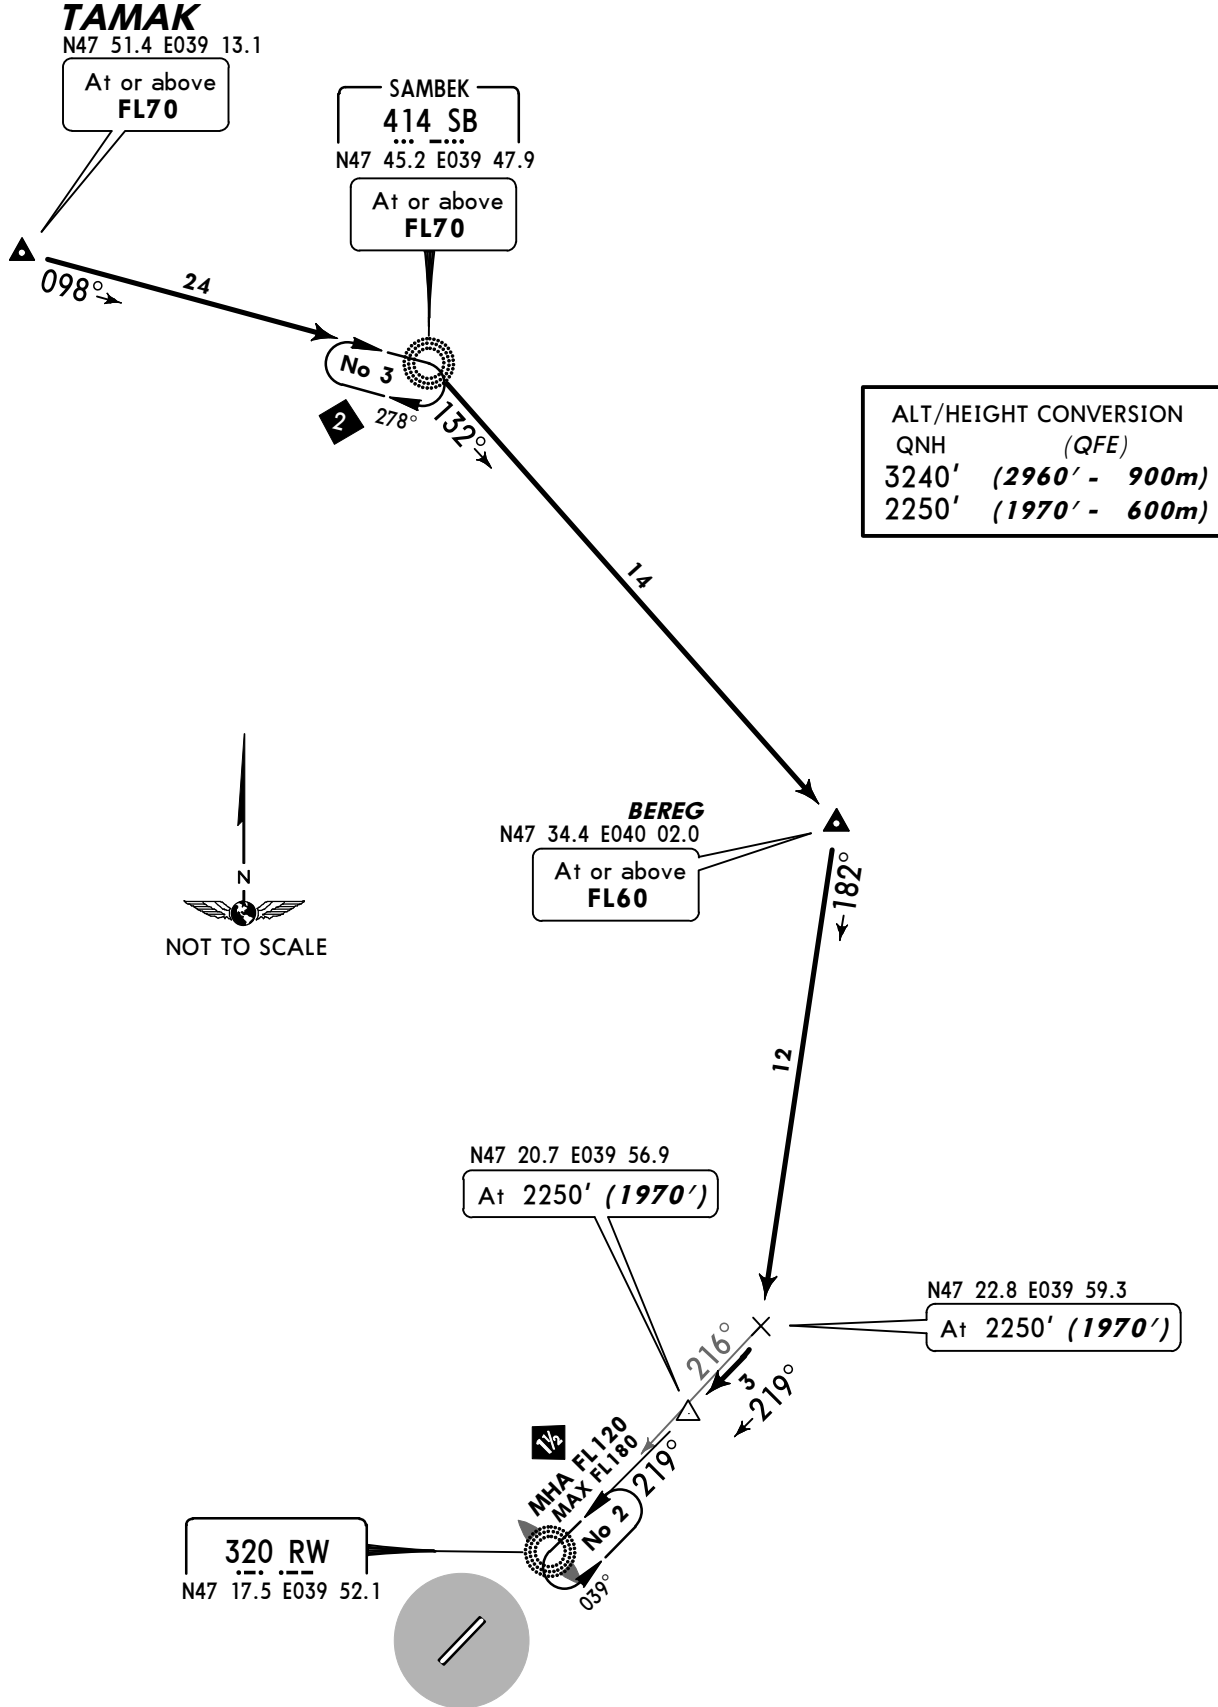 TAMAK
N47 51.4 E039 13.1
At or above
FL70
SAMBEK
414 SB
N47 45.2 E039 47.9
At or above
FL70
098°
24
No 3
2
278°
132°
ALT/HEIGHT CONVERSION
QNH (QFE)
3240' (2960' - 900m)
2250' (1970' - 600m)
14
BEREG
N47 34.4 E040 02.0
At or above
FL60
182°
N
NOT TO SCALE
12
N47 20.7 E039 56.9
At 2250' (1970')
N47 22.8 E039 59.3
At 2250' (1970')
216°
3
219°
1½
MHA FL120
MAX FL180
219°
No 2
039°
320 RW
N47 17.5 E039 52.1